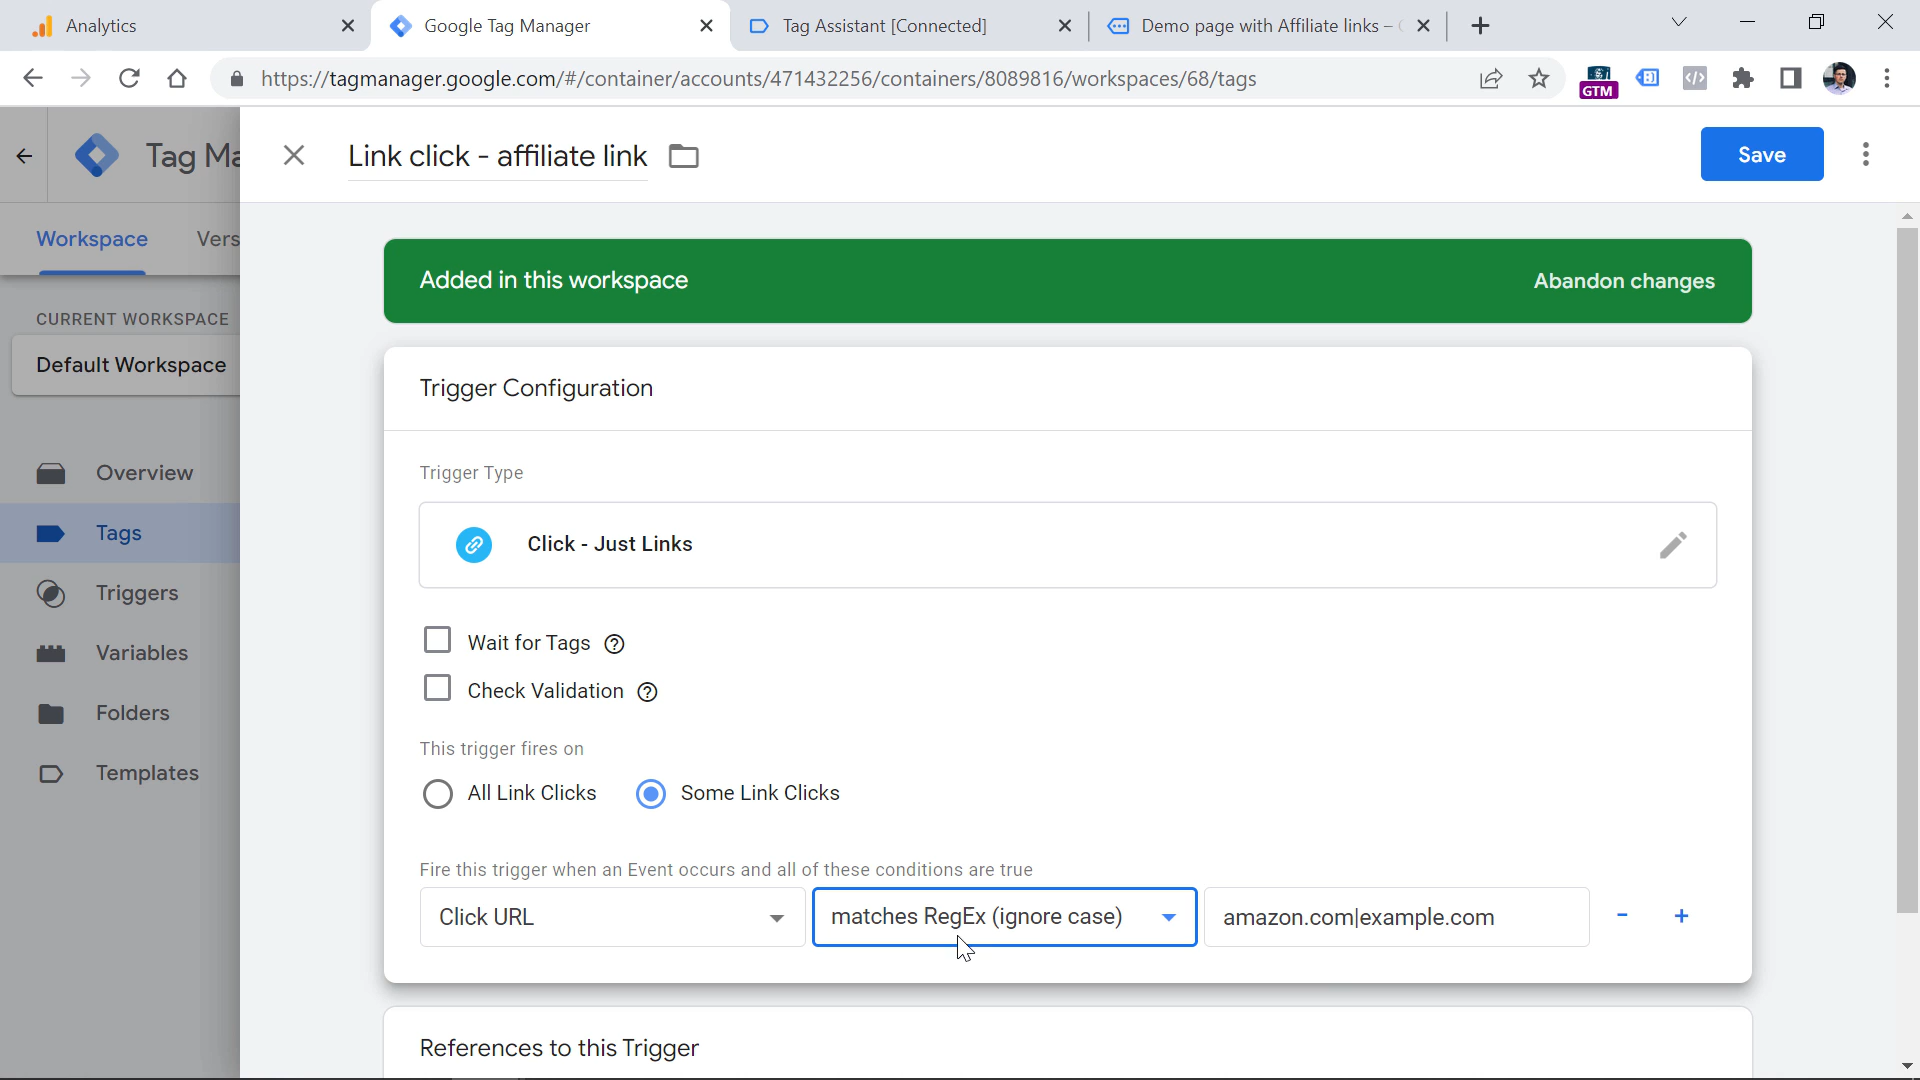 Analytics
Google Tag Manager
Tag Assistant [Connected]
Demo page with Affiliate links –
https://tagmanager.google.com/#/container/accounts/471432256/containers/8089816/workspaces/68/tags
GTM
Tag Ma
Link click - affiliate link
Save
Workspace
Vers
Added in this workspace
Abandon changes
CURRENT WORKSPACE
Default Workspace
Trigger Configuration
Overview
Trigger Type
Tags
Click - Just Links
Triggers
Wait for Tags
Variables
Check Validation
Folders
This trigger fires on
Templates
All Link Clicks
Some Link Clicks
Fire this trigger when an Event occurs and all of these conditions are true
Click URL
matches RegEx (ignore case)
amazon.com|example.com
- +
References to this Trigger